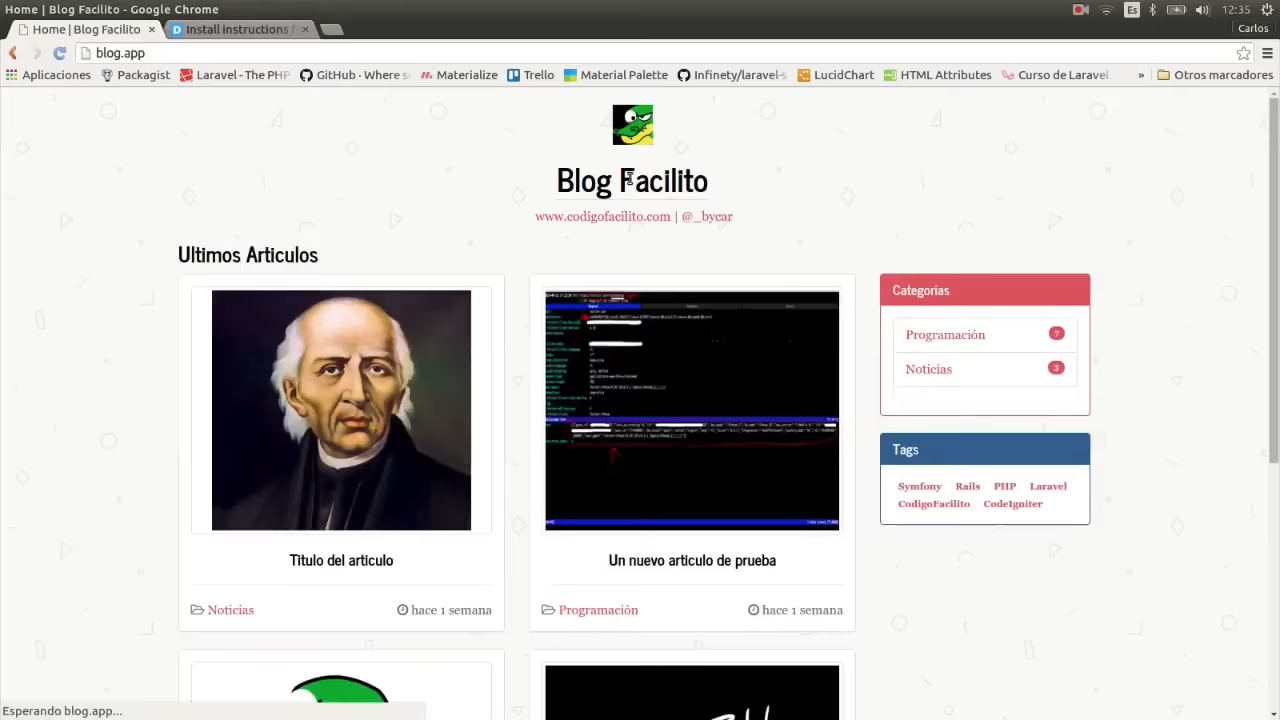 Home | Blog Facilito - Google Chrome
Es
12:35
Home | Blog Facilito
Install instructions f
Carlos
blog.app
Aplicaciones
Packagist
Laravel - The PHP
GitHub · Where s
Materialize
Trello
Material Palette
Infinety/laravel-s
LucidChart
HTML Attributes
Curso de Laravel
»
Otros marcadores
Blog Facilito
www.codigofacilito.com | @_bycar
Ultimos Articulos
Titulo del articulo
Noticias
hace 1 semana
Un nuevo articulo de prueba
Programación
hace 1 semana
Categorias
Programación 7
Noticias 3
Tags
Symfony Rails PHP Laravel
CodigoFacilito CodeIgniter
Esperando blog.app...